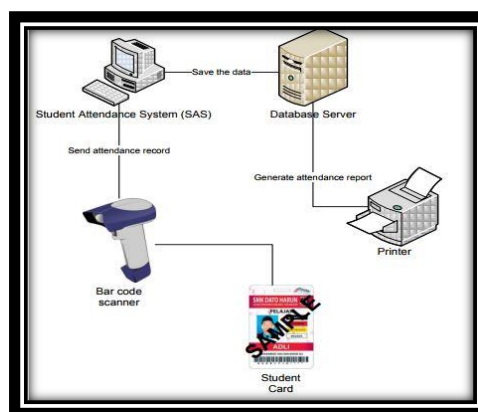 Save the data
Student Attendance System (SAS)
Database Server
Send attendance record
Generate attendance report
Printer
Bar code
scanner
SMK DATO HARUN
PELAJAR
SAMPLE
ADLI
Student
Card